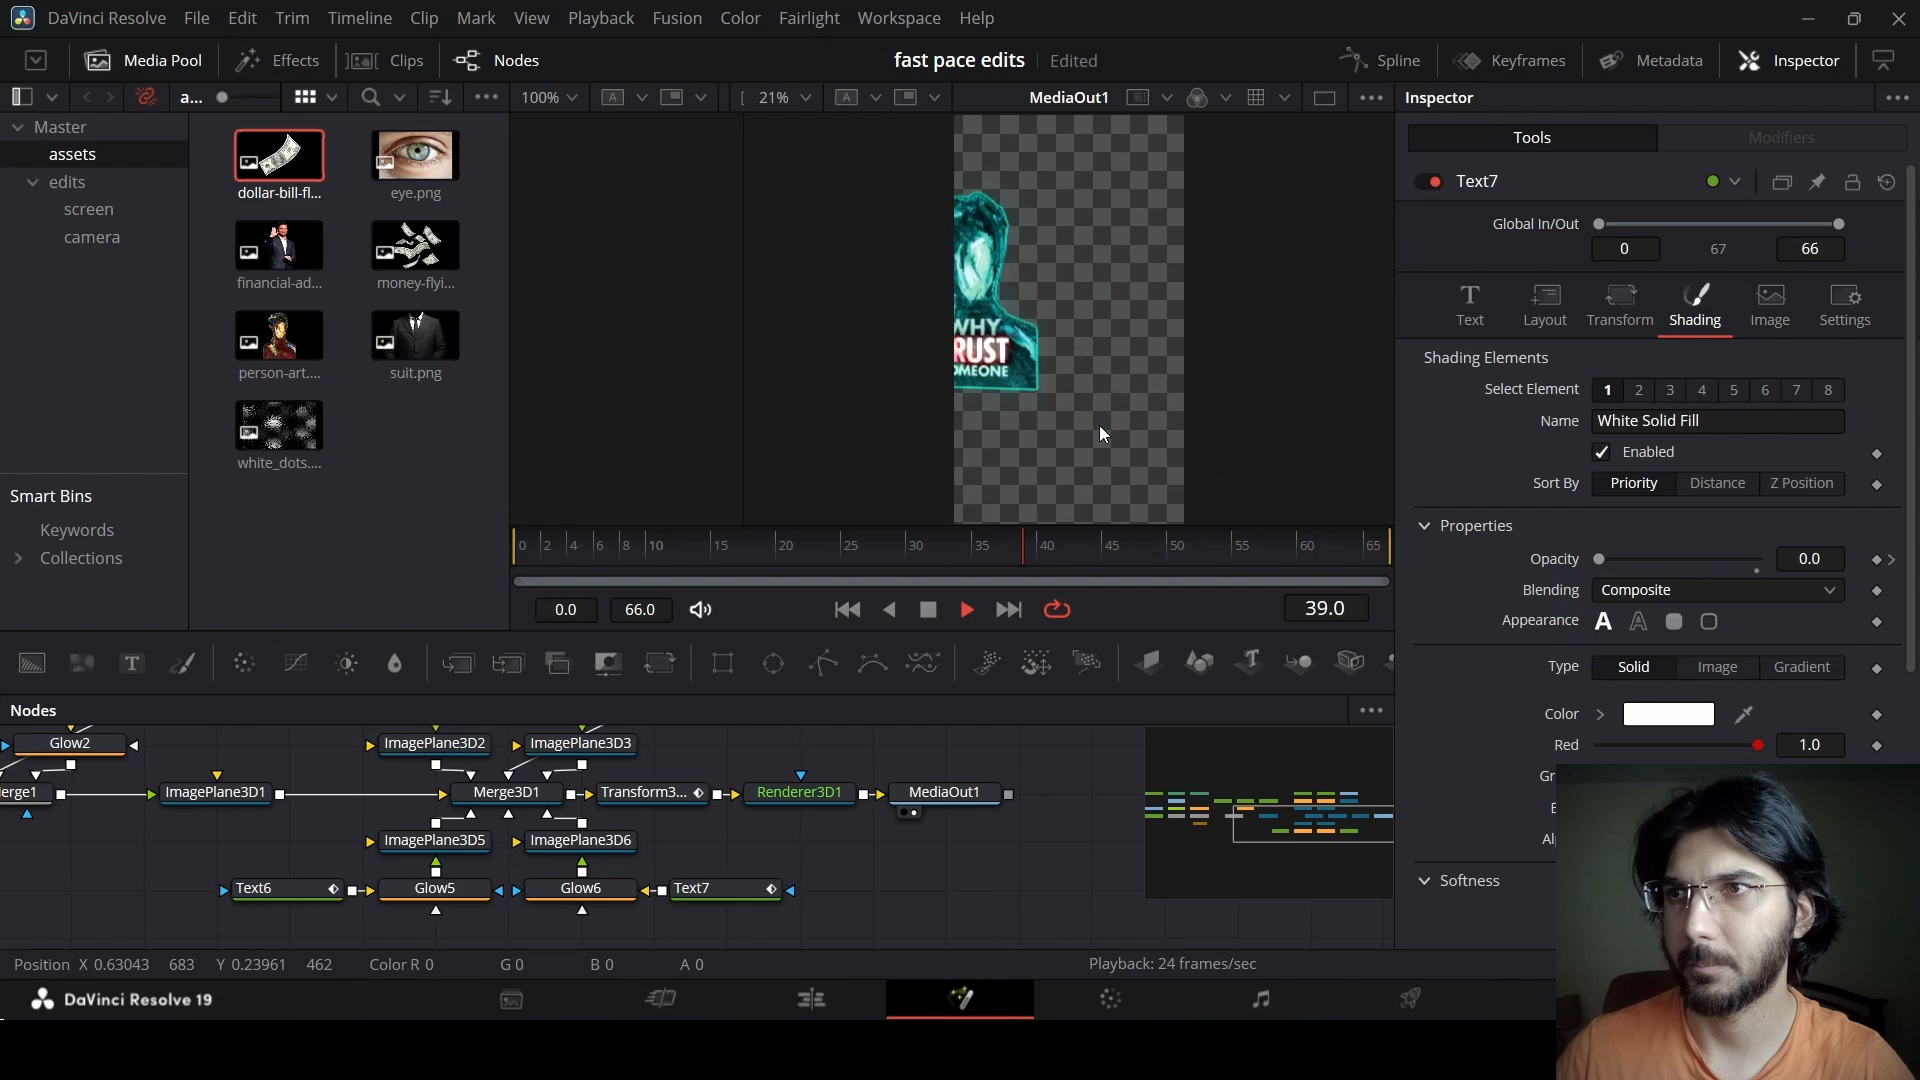 DaVinci Resolve File Edit Trim Timeline Clip Mark View Playback Fusion Color Fairlight Workspace Help
Media Pool Effects Clips Nodes fast pace edits Edited Spline Keyframes Metadata Inspector
a... 100% A 21% A MediaOut1 Inspector
Master
assets
edits
screen
camera
dollar-bill-fl...
eye.png
financial-ad...
money-flyi...
person-art....
suit.png
white_dots....
Smart Bins
Keywords
Collections
WHY
RUST
OMEONE
0 2 4 6 8 10 15 20 25 30 35 40 45 50 55 60 65
0.0 66.0 39.0
Tools Modifiers
Text7
Global In/Out
0 67 66
Text Layout Transform Shading Image Settings
Shading Elements
Select Element 1 2 3 4 5 6 7 8
Name White Solid Fill
Enabled
Sort By Priority Distance Z Position
Properties
Opacity 0.0
Blending Composite
Appearance A A
Type Solid Image Gradient
Color
Red 1.0
Gr
Al
Softness
Nodes
Glow2 ImagePlane3D2 ImagePlane3D3
erge1 ImagePlane3D1 Merge3D1 Transform3... Renderer3D1 MediaOut1
ImagePlane3D5 ImagePlane3D6
Text6 Glow5 Glow6 Text7
Position X 0.63043 683 Y 0.23961 462 Color R 0 G 0 B 0 A 0 Playback: 24 frames/sec
DaVinci Resolve 19